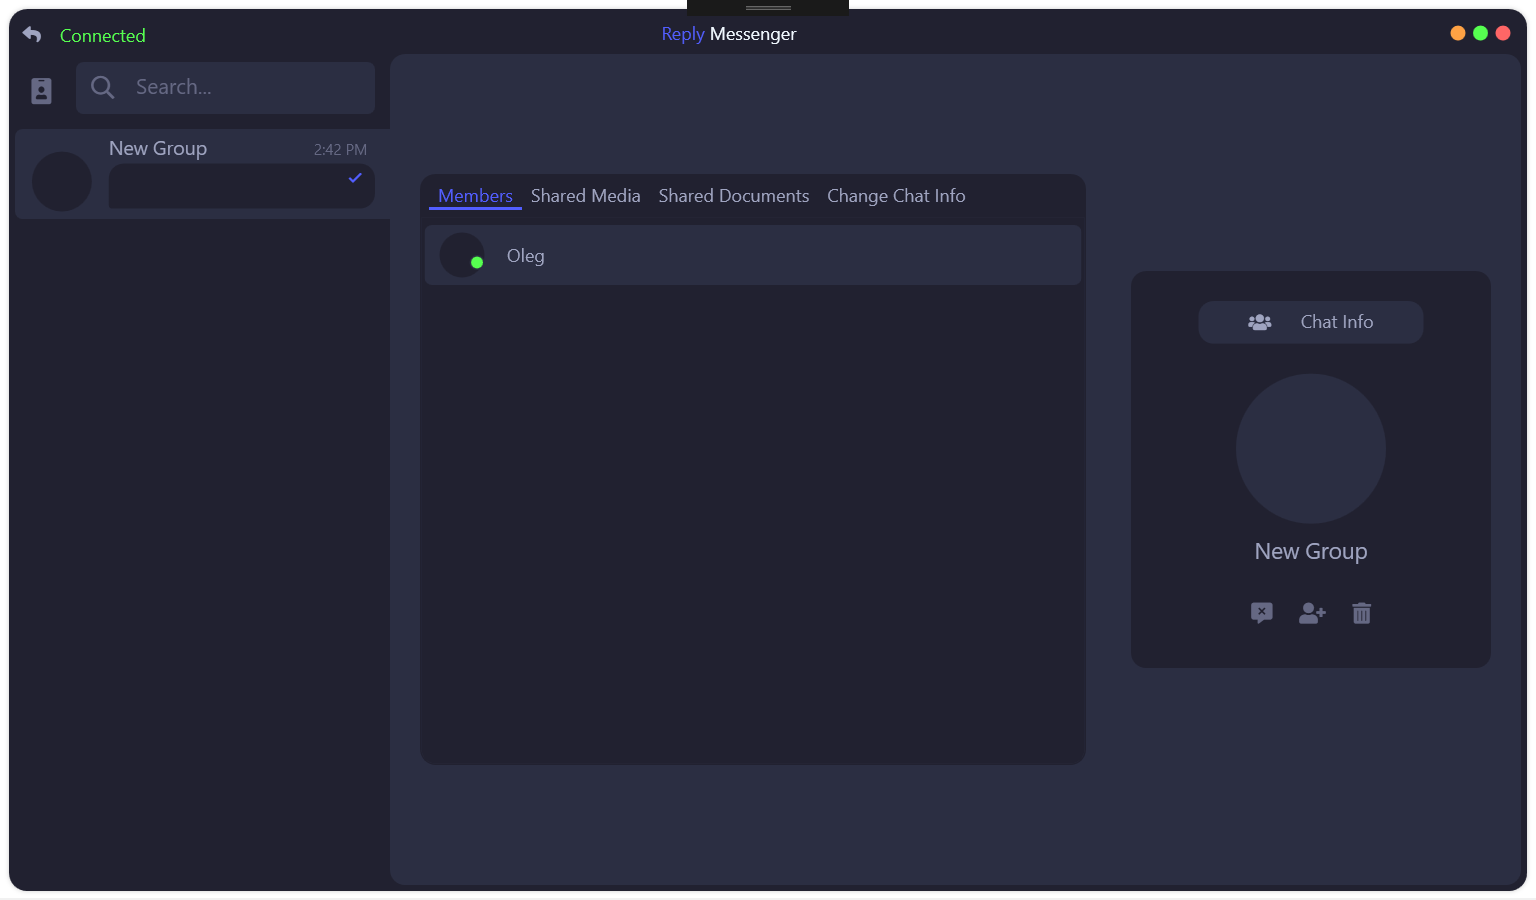 Connected
Reply Messenger
Search...
New Group
2:42 PM
Members
Shared Media
Shared Documents
Change Chat Info
Oleg
Chat Info
New Group